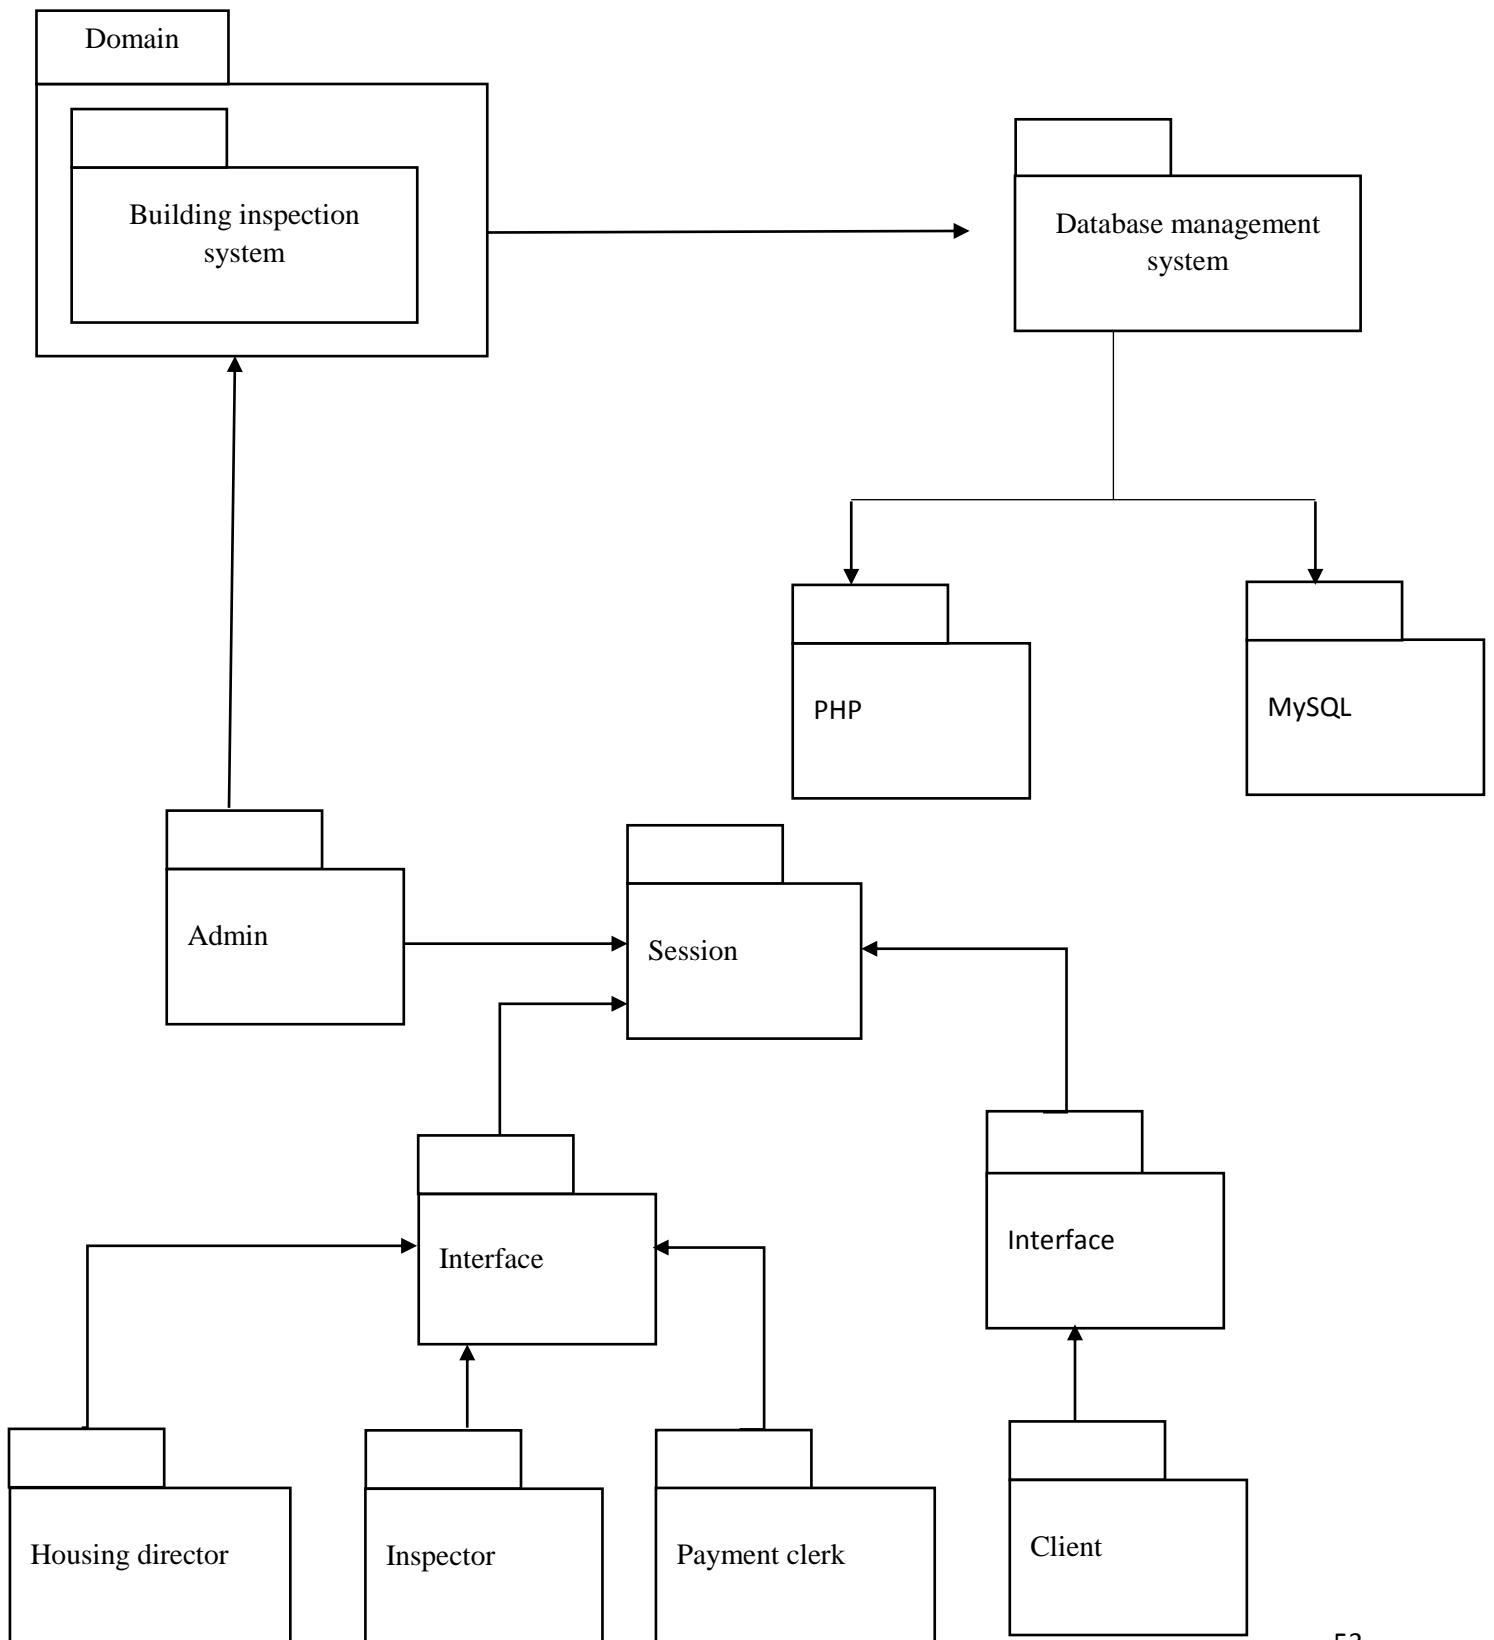 Domain
Building inspection
system
Database management
system
PHP
MySQL
Admin
Session
Interface
Interface
Housing director
Inspector
Payment clerk
Client